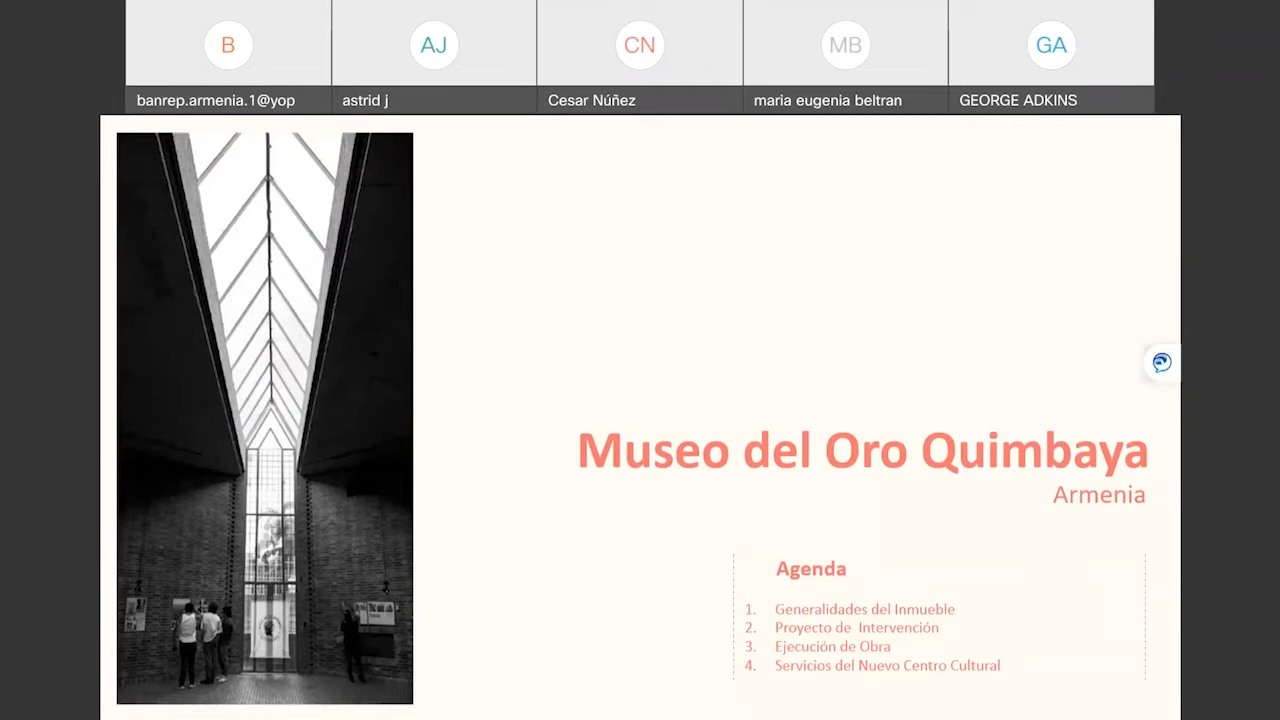 B
AJ
CN
MB
GA
banrep.armenia.1@yop
astrid j
Cesar Núñez
maria eugenia beltran
GEORGE ADKINS
Museo del Oro Quimbaya
Armenia
Agenda
1. Generalidades del Inmueble
2. Proyecto de Intervención
3. Ejecución de Obra
4. Servicios del Nuevo Centro Cultural